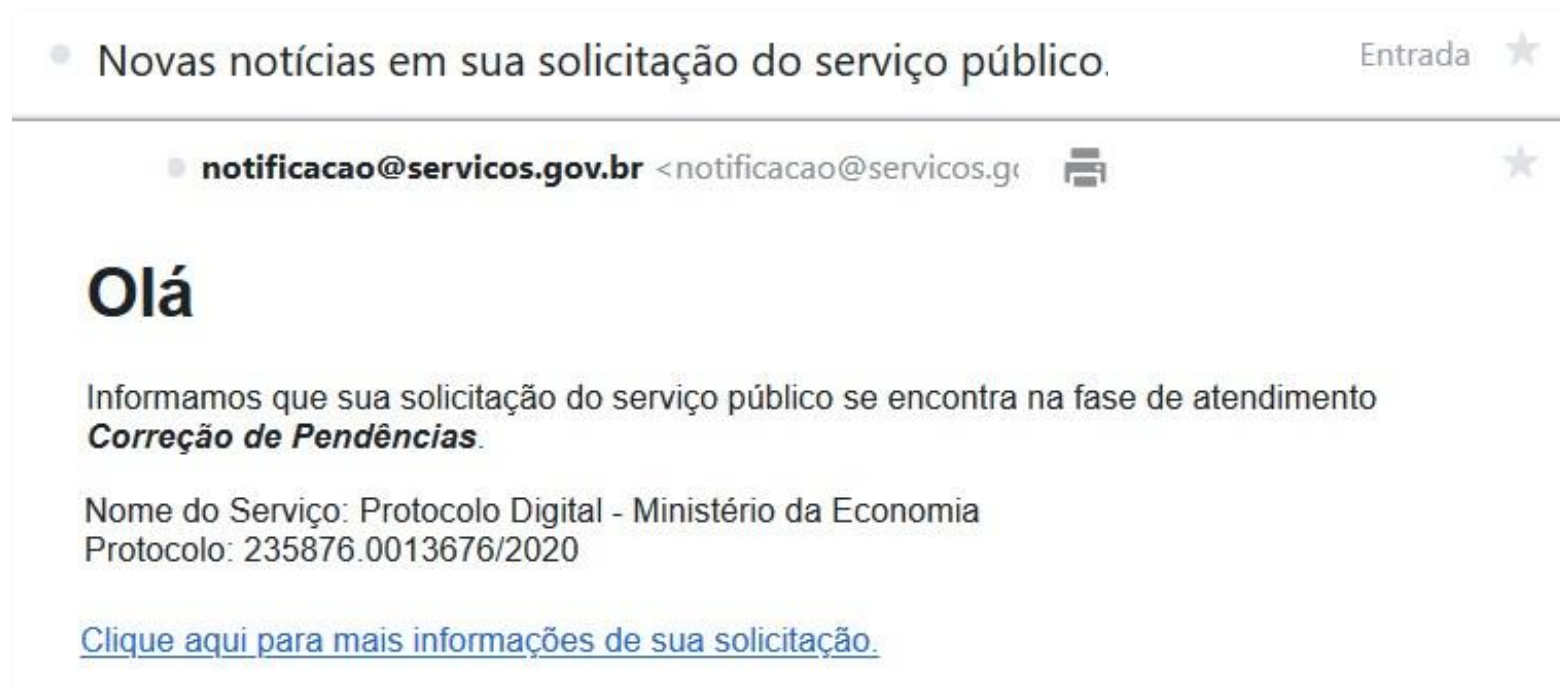 Novas notícias em sua solicitação do serviço público.
Entrada
notificacao@servicos.gov.br <notificacao@servicos.g
Olá
Informamos que sua solicitação do serviço público se encontra na fase de atendimento
Correção de Pendências.
Nome do Serviço: Protocolo Digital - Ministério da Economia
Protocolo: 235876.0013676/2020
Clique aqui para mais informações de sua solicitação.